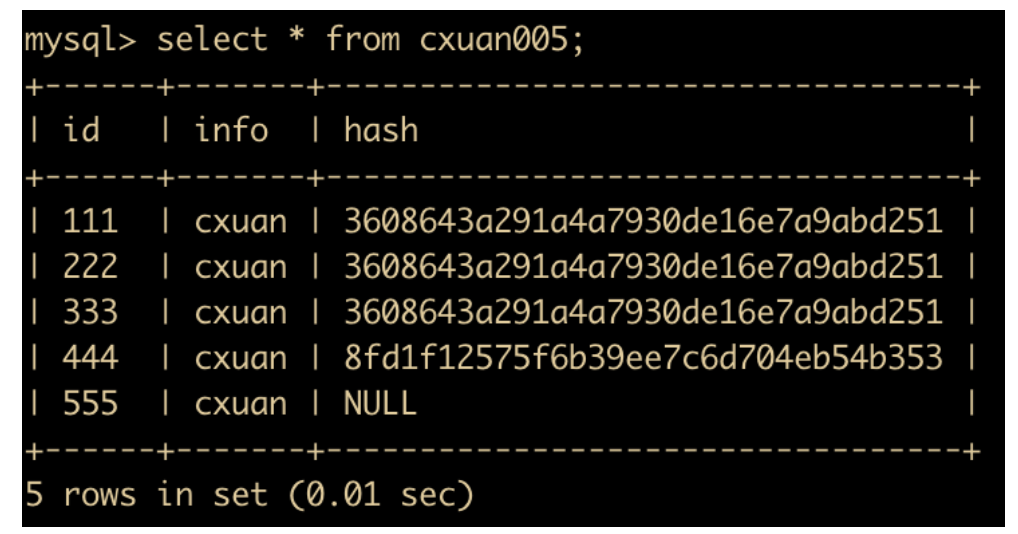 mysql> select * from cxuan005;
+------+-------+----------------------------------+
| id   | info  | hash                             |
+------+-------+----------------------------------+
| 111  | cxuan | 3608643a291a4a7930de16e7a9abd251 |
| 222  | cxuan | 3608643a291a4a7930de16e7a9abd251 |
| 333  | cxuan | 3608643a291a4a7930de16e7a9abd251 |
| 444  | cxuan | 8fd1f12575f6b39ee7c6d704eb54b353 |
| 555  | cxuan | NULL                             |
+------+-------+----------------------------------+
5 rows in set (0.01 sec)